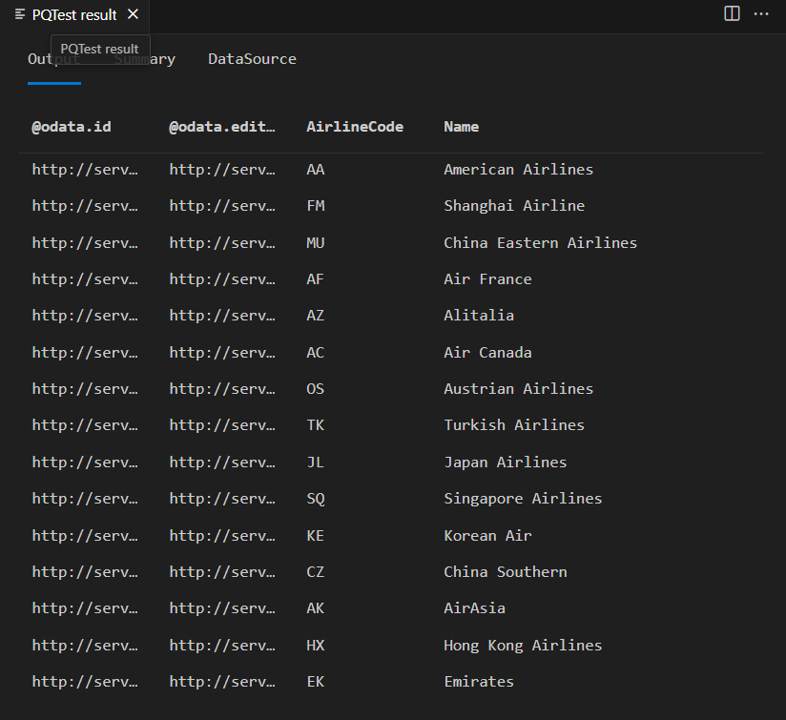 PQTest result
PQTest result
Output Summary DataSource
@odata.id @odata.edit… AirlineCode Name
http://serv… http://serv… AA American Airlines
http://serv… http://serv… FM Shanghai Airline
http://serv… http://serv… MU China Eastern Airlines
http://serv… http://serv… AF Air France
http://serv… http://serv… AZ Alitalia
http://serv… http://serv… AC Air Canada
http://serv… http://serv… OS Austrian Airlines
http://serv… http://serv… TK Turkish Airlines
http://serv… http://serv… JL Japan Airlines
http://serv… http://serv… SQ Singapore Airlines
http://serv… http://serv… KE Korean Air
http://serv… http://serv… CZ China Southern
http://serv… http://serv… AK AirAsia
http://serv… http://serv… HX Hong Kong Airlines
http://serv… http://serv… EK Emirates